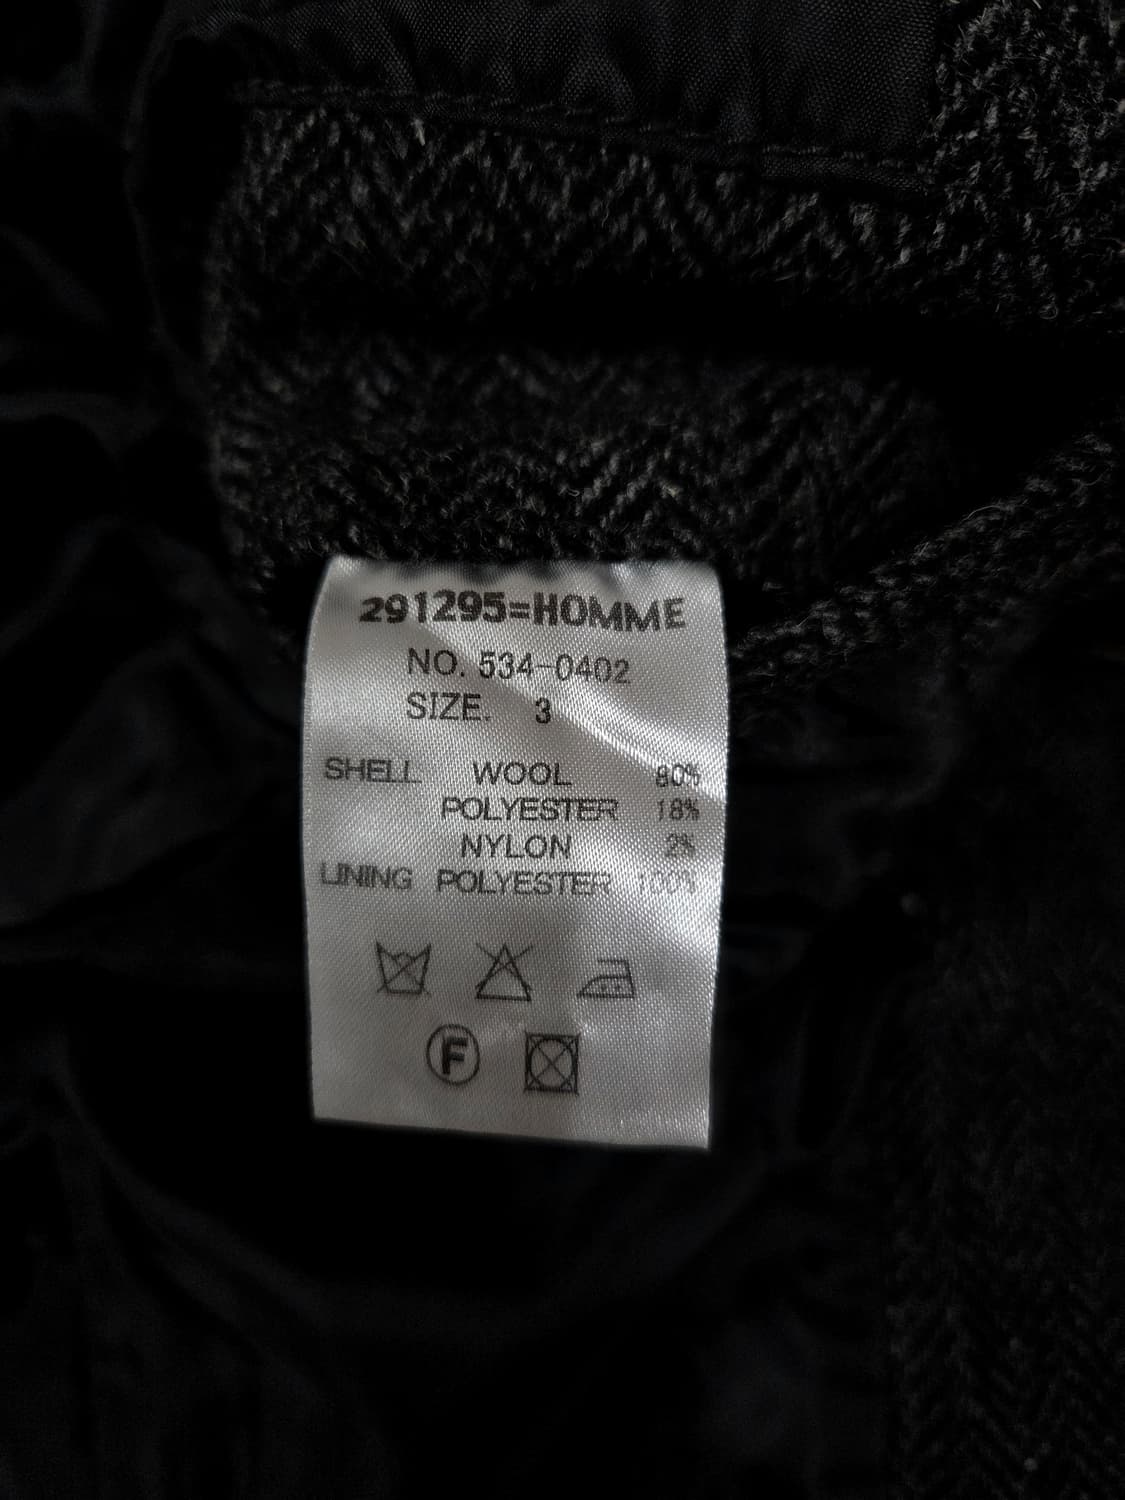 291295=HOMME
NO. 534-0402
SIZE. 3
SHELL WOOL 80%
POLYESTER 18%
NYLON 2%
LINING POLYESTER 100%
F